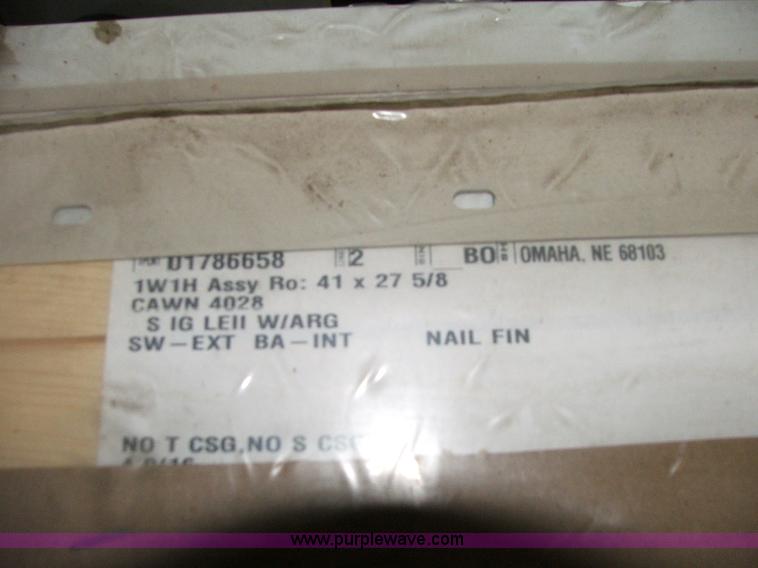 D1786658 2 BO OMAHA, NE 68103
1W1H Assy Ro: 41 x 27 5/8
CAWN 4028
S IG LEII W/ARG
SW-EXT BA-INT NAIL FIN
NO T CSG,NO S CSG
www.purplewave.com